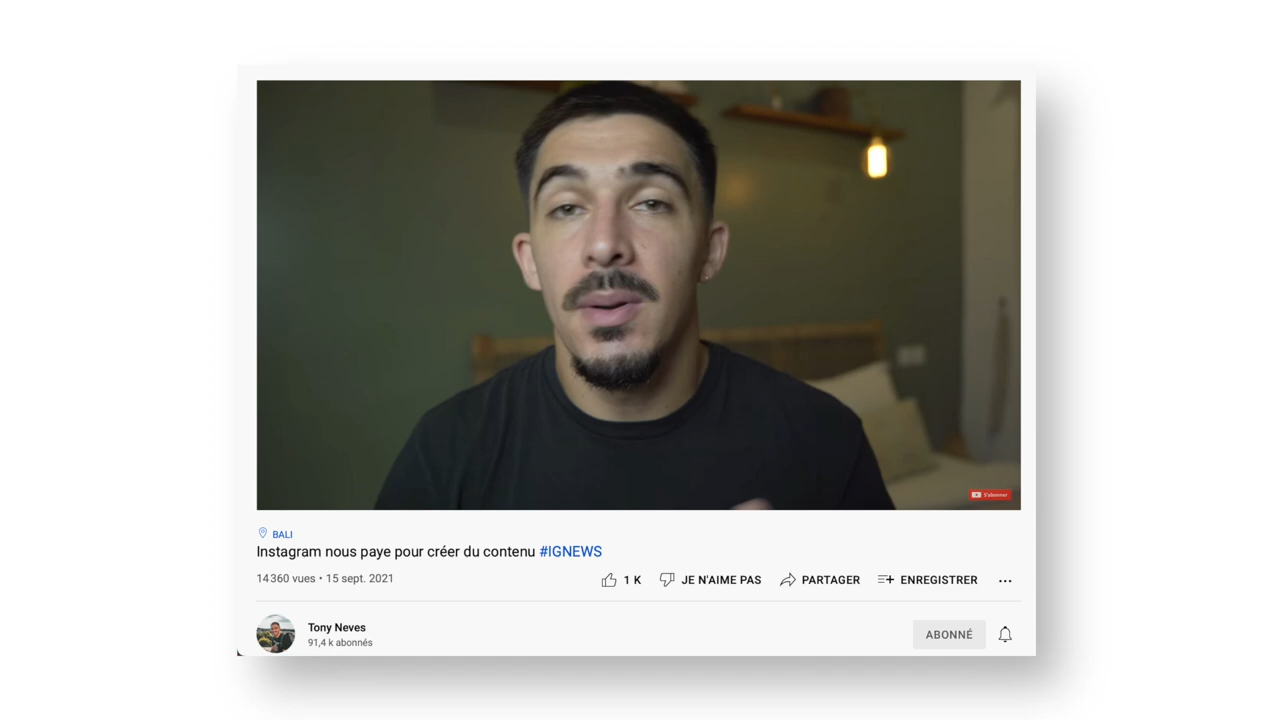 S'abonner
BALI
Instagram nous paye pour créer du contenu #IGNEWS
14 360 vues • 15 sept. 2021
1 K JE N'AIME PAS PARTAGER ENREGISTRER
Tony Neves
91,4 k abonnés
ABONNÉ